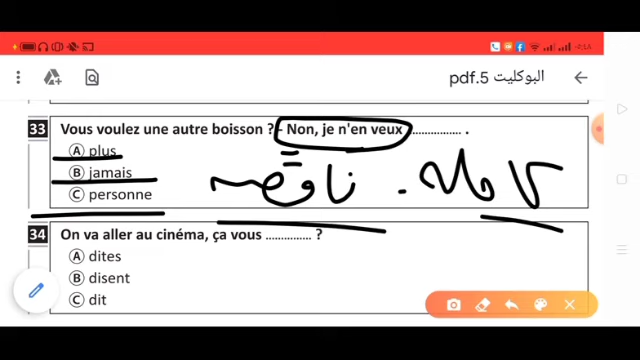 البوكليت 5.pdf
33 Vous voulez une autre boisson ? - Non, je n'en veux ............... .
A plus
B jamais
C personne
كاملة - ناقصة
34 On va aller au cinéma, ça vous .............. ?
A dites
B disent
C dit